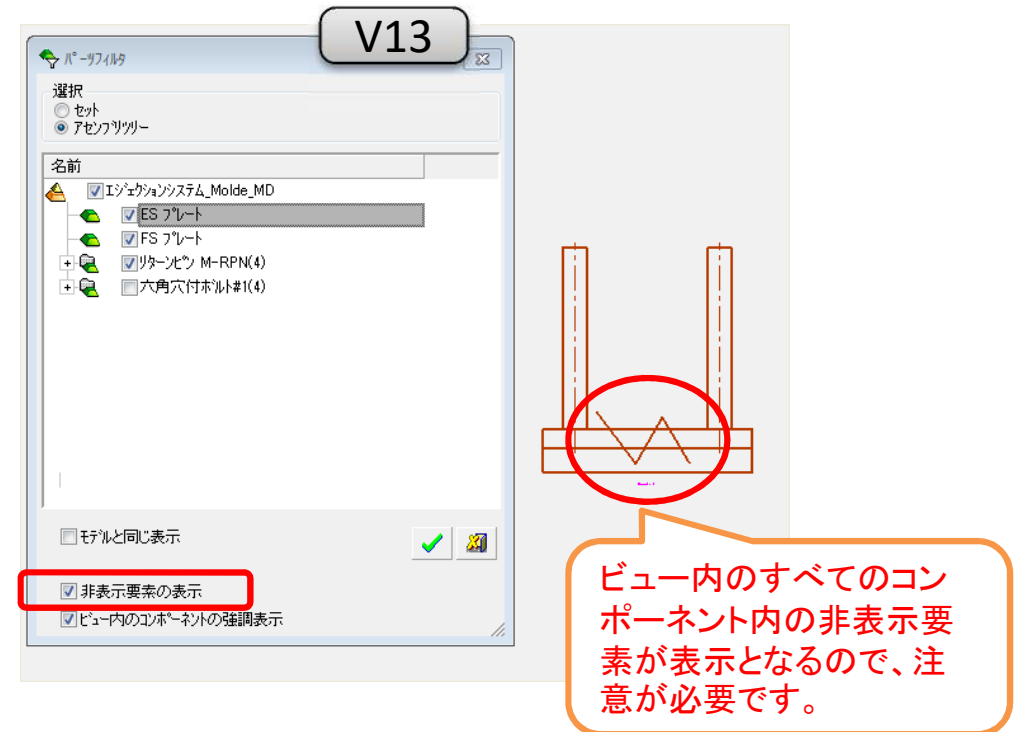 V13
パーツフィルタ
選択
セット
アセンブリツリー
名前
エジェクションシステム_Molde_MD
ES プレート
FS プレート
リターンピン M-RPN(4)
六角穴付ボルト#1(4)
モデルと同じ表示
非表示要素の表示
ビュー内のコンポーネントの強調表示
ビュー内のすべてのコン
ポーネント内の非表示要
素が表示となるので、注
意が必要です。